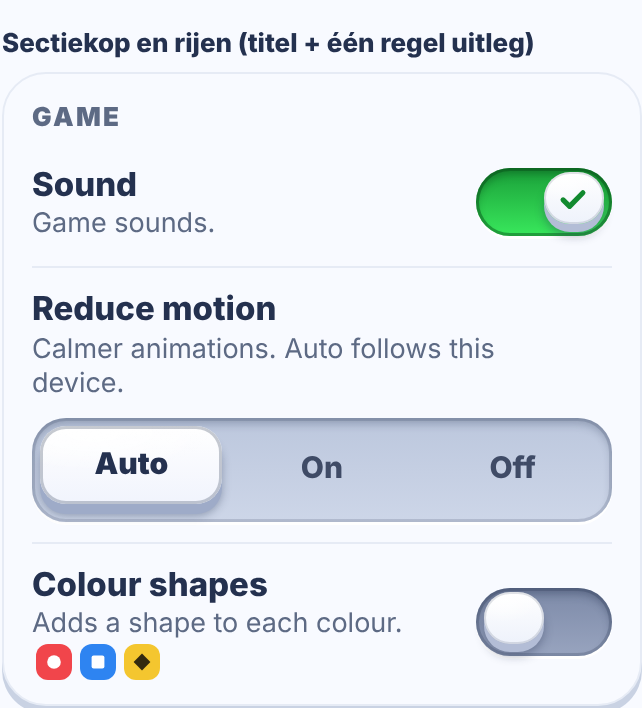 Sectiekop en rijen (titel + één regel uitleg)
GAME
Sound
Game sounds.
Reduce motion
Calmer animations. Auto follows this
device.
Auto On Off
Colour shapes
Adds a shape to each colour.